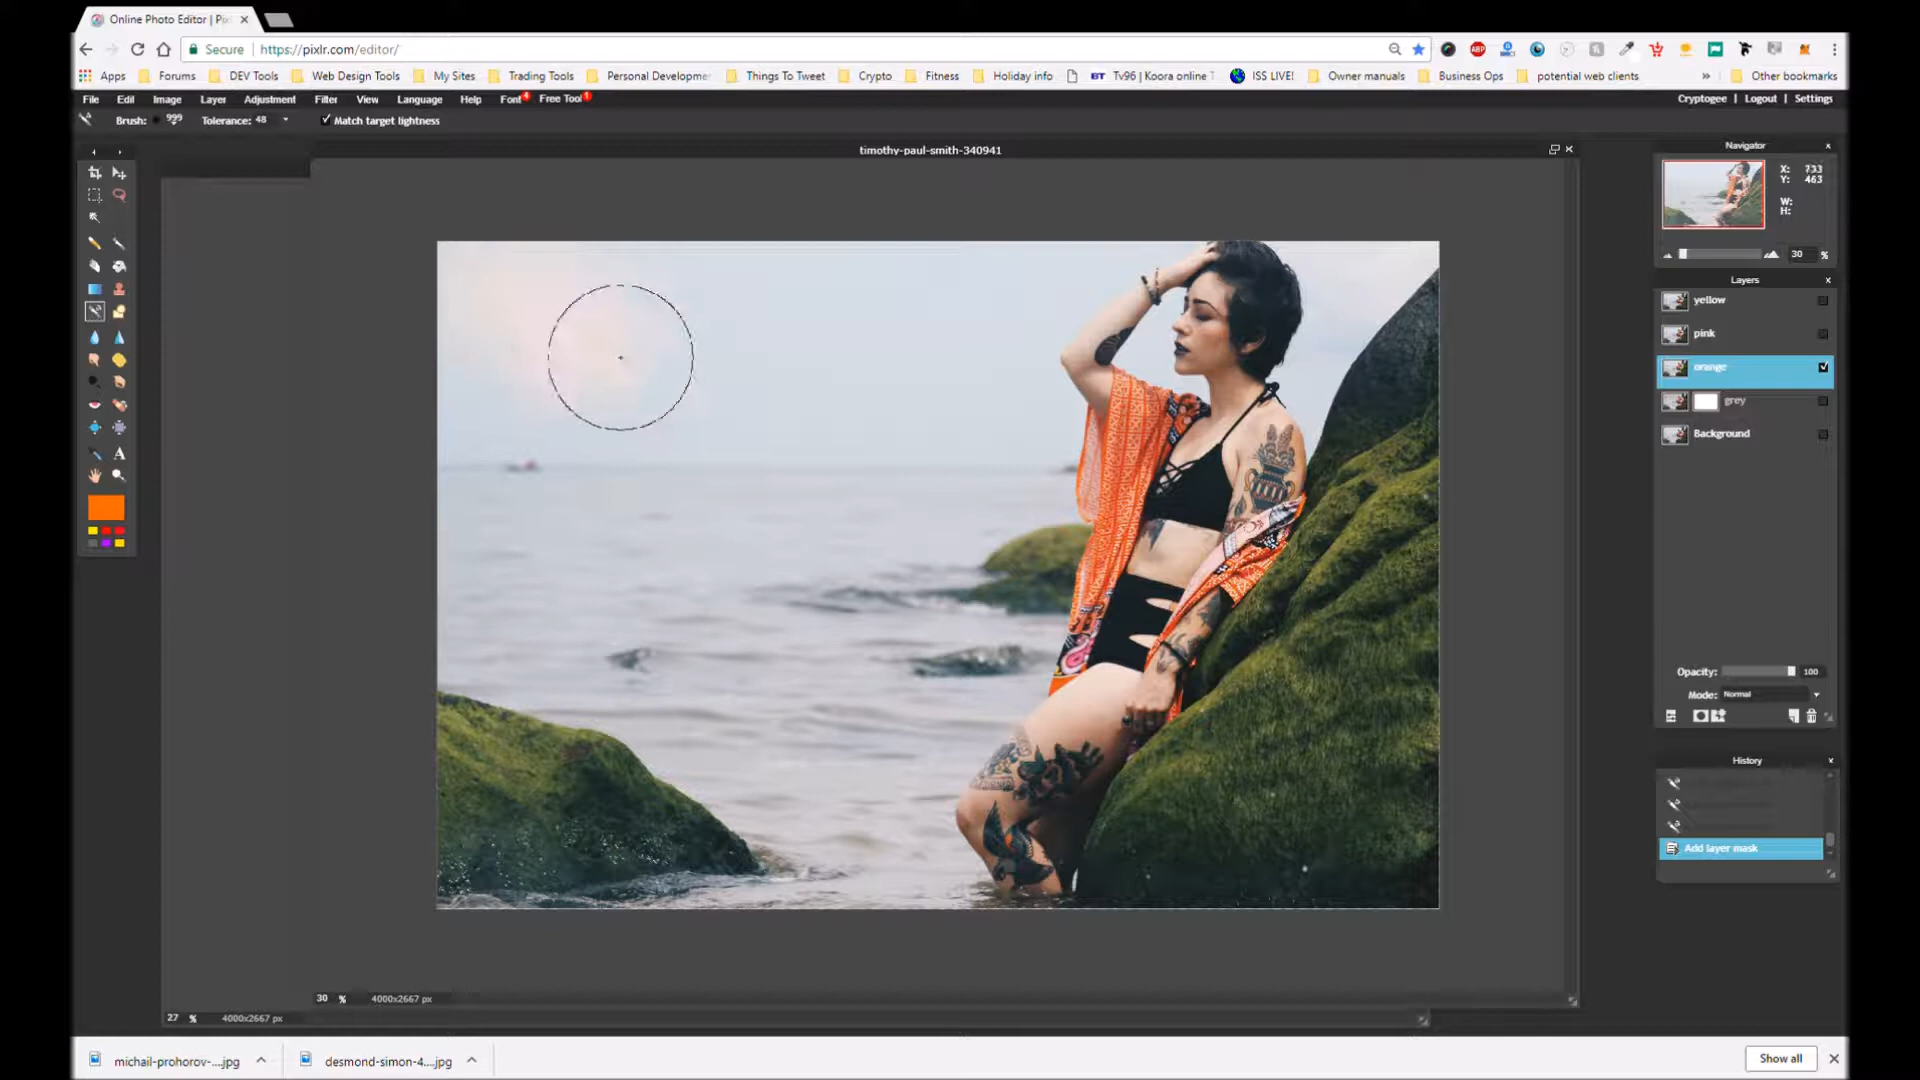 Online Photo Editor | Pix
Secure https://pixlr.com/editor/
Apps Forums DEV Tools Web Design Tools My Sites Trading Tools Personal Developme Things To Tweet Crypto Fitness Holiday info BT Tv96 | Koora online T ISS LIVE! Owner manuals Business Ops potential web clients » Other bookmarks
File Edit Image Layer Adjustment Filter View Language Help Font 4 Free Tool 1 Cryptogee | Logout | Settings
Brush: 999 Tolerance: 48 Match target lightness
timothy-paul-smith-340941
Navigator
X: 733
Y: 463
W:
H:
30 %
Layers
yellow
pink
orange
grey
Background
A
Opacity: 100
Mode: Normal
History
Add layer mask
30 % 4000x2667 px
27 % 4000x2667 px
michail-prohorov-....jpg desmond-simon-4....jpg Show all